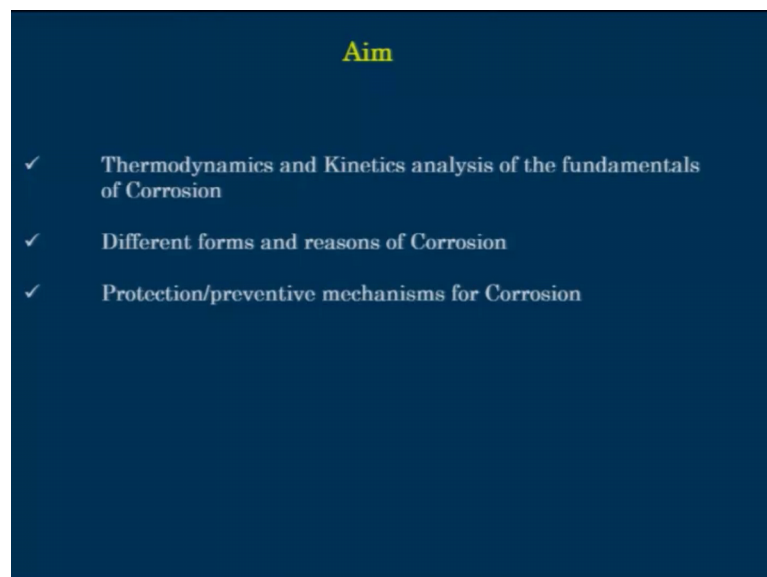 Aim
✓ Thermodynamics and Kinetics analysis of the fundamentals
of Corrosion
✓ Different forms and reasons of Corrosion
✓ Protection/preventive mechanisms for Corrosion